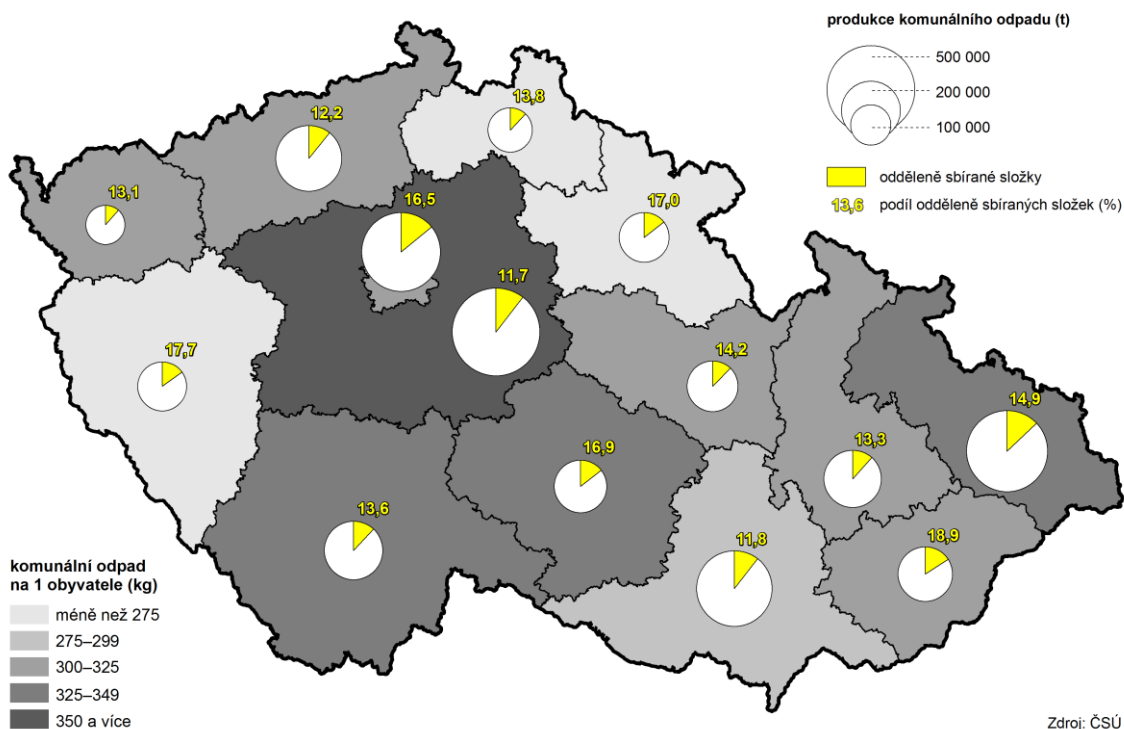 produkce komunálního odpadu (t)
500 000
200 000
100 000
odděleně sbírané složky
13,6 podíl odděleně sbíraných složek (%)
13,8
12,2
13,1
16,5
17,0
11,7
17,7
14,2
14,9
16,9
13,3
13,6
11,8
18,9
komunální odpad
na 1 obyvatele (kg)
méně než 275
275–299
300–325
325–349
350 a více
Zdroj: ČSÚ